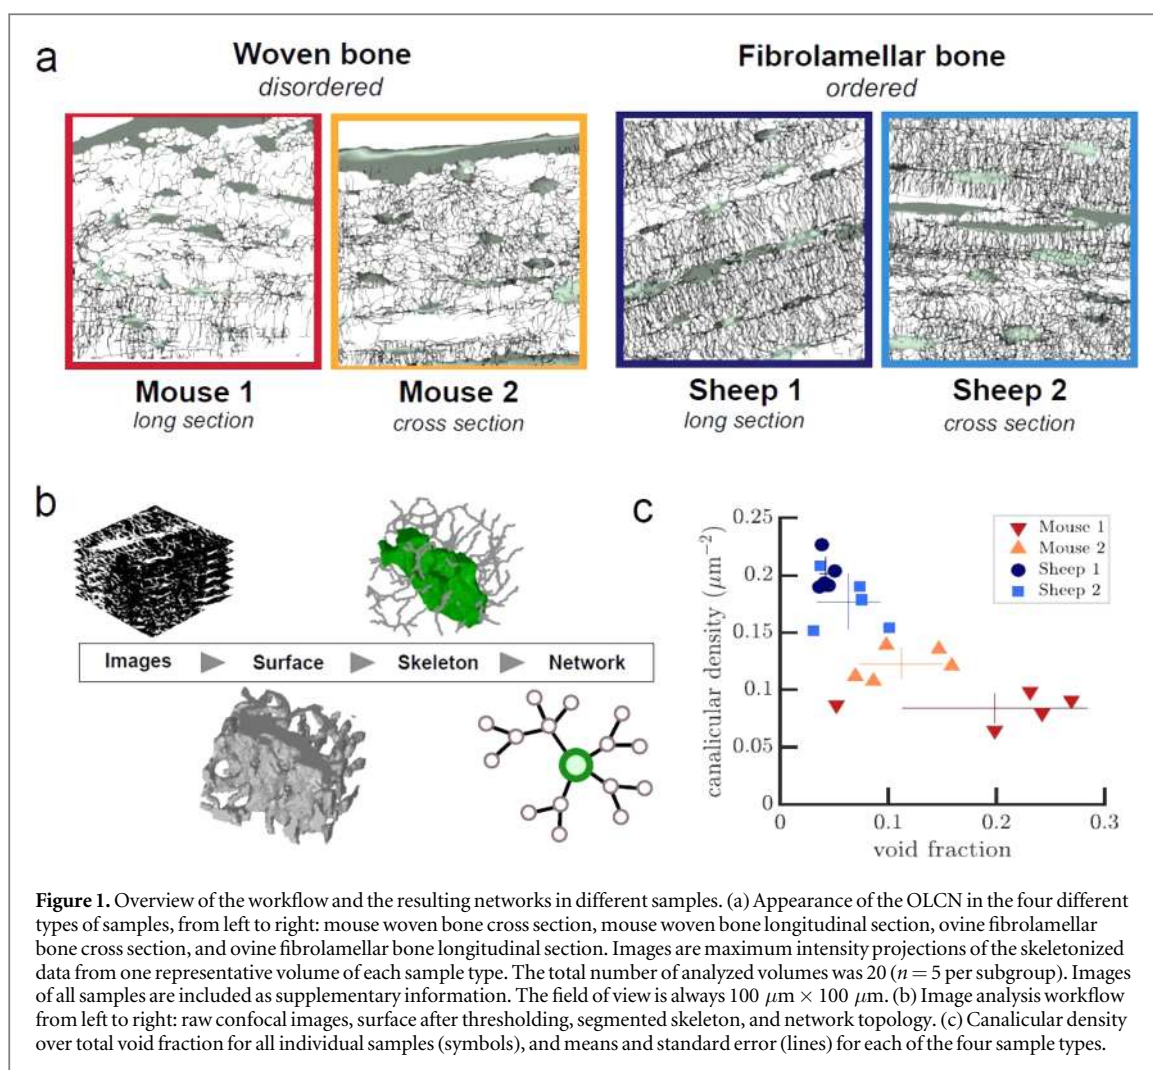 a
Woven bone
disordered
Fibrolamellar bone
ordered
Mouse 1
long section
Mouse 2
cross section
Sheep 1
long section
Sheep 2
cross section
b
Images
Surface
Skeleton
Network
c
canalicular density (μm⁻²)
0.25
0.2
0.15
0.1
0.05
0
0
0.1
0.2
0.3
void fraction
Mouse 1
Mouse 2
Sheep 1
Sheep 2
Figure 1. Overview of the workflow and the resulting networks in different samples. (a) Appearance of the OLCN in the four different
types of samples, from left to right: mouse woven bone cross section, mouse woven bone longitudinal section, ovine fibrolamellar
bone cross section, and ovine fibrolamellar bone longitudinal section. Images are maximum intensity projections of the skeletonized
data from one representative volume of each sample type. The total number of analyzed volumes was 20 (n = 5 per subgroup). Images
of all samples are included as supplementary information. The field of view is always 100 μm × 100 μm. (b) Image analysis workflow
from left to right: raw confocal images, surface after thresholding, segmented skeleton, and network topology. (c) Canalicular density
over total void fraction for all individual samples (symbols), and means and standard error (lines) for each of the four sample types.